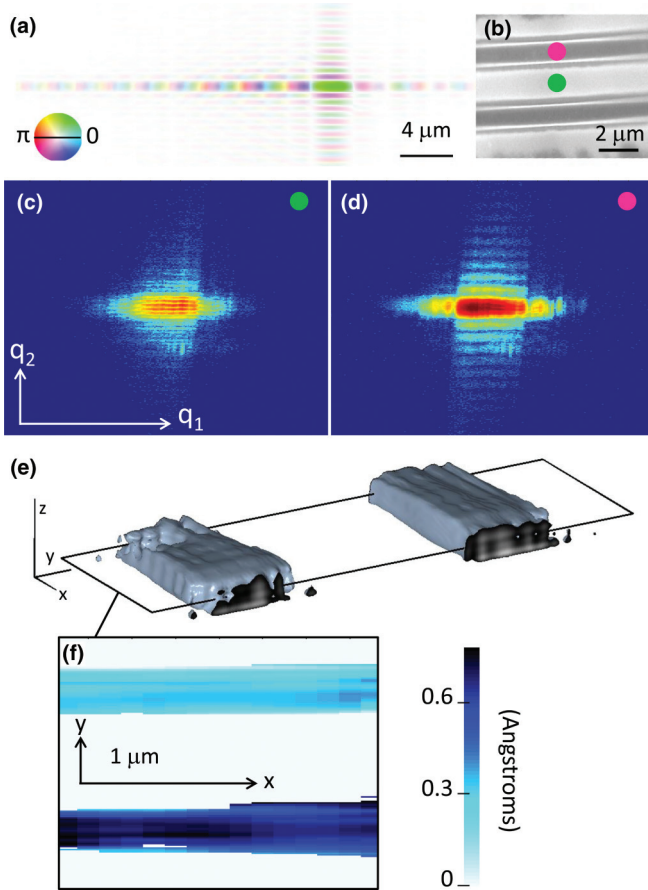 (a)
π 0
4 μm
(b)
2 μm
(c)
(d)
q2
q1
(e)
z
y
x
(f)
y
1 μm
x
0.6
0.3
0
(Angstroms)